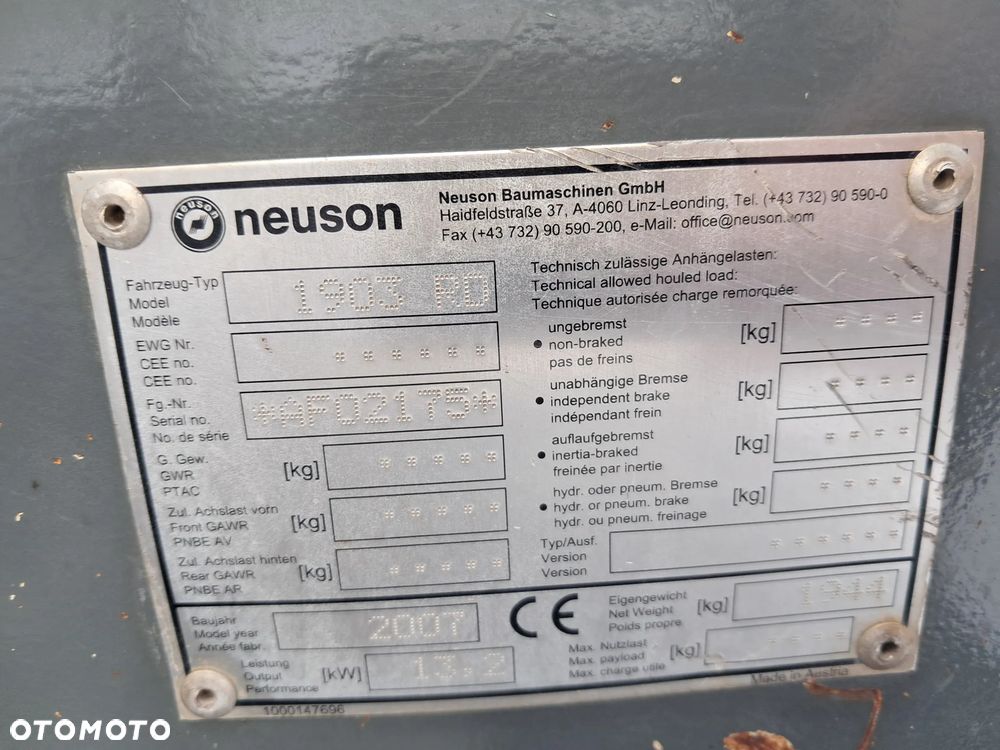 neuson
neuson
Neuson Baumaschinen GmbH
Haidfeldstraße 37, A-4060 Linz-Leonding, Tel. (+43 732) 90 590-0
Fax (+43 732) 90 590-200, e-Mail: office@neuson.com
Fahrzeug-Typ
Model
Modèle
1903 RD
EWG Nr.
CEE no.
CEE no.
* * * * * *
Fg.-Nr.
Serial no.
No. de série
*AF02175*
G. Gew.
GWR
PTAC
[kg]
* * * * *
Zul. Achslast vorn
Front GAWR
PNBE AV
[kg]
* * * * *
Zul. Achslast hinten
Rear GAWR
PNBE AR
[kg]
* * * * *
Technisch zulässige Anhängelasten:
Technical allowed houled load:
Technique autorisée charge remorquée:
ungebremst
• non-braked
pas de freins
[kg]
* * * *
unabhängige Bremse
• independent brake
indépendant frein
[kg]
* * * *
auflaufgebremst
• inertia-braked
freinée par inertie
[kg]
* * * *
hydr. oder pneum. Bremse
• hydr. or pneum. brake
hydr. ou pneum. freinage
[kg]
* * * *
Typ/Ausf.
Version
Version
* * * * * *
Baujahr
Model year
Année fabr.
2007
Leistung
Output
Performance
[kW]
13.2
CE
Eigengewicht
Net Weight
Poids propre
[kg]
1944
Max. Nutzlast
Max. payload
Max. charge utile
[kg]
* * * *
1000147696
Made in Austria
OTOMOTO